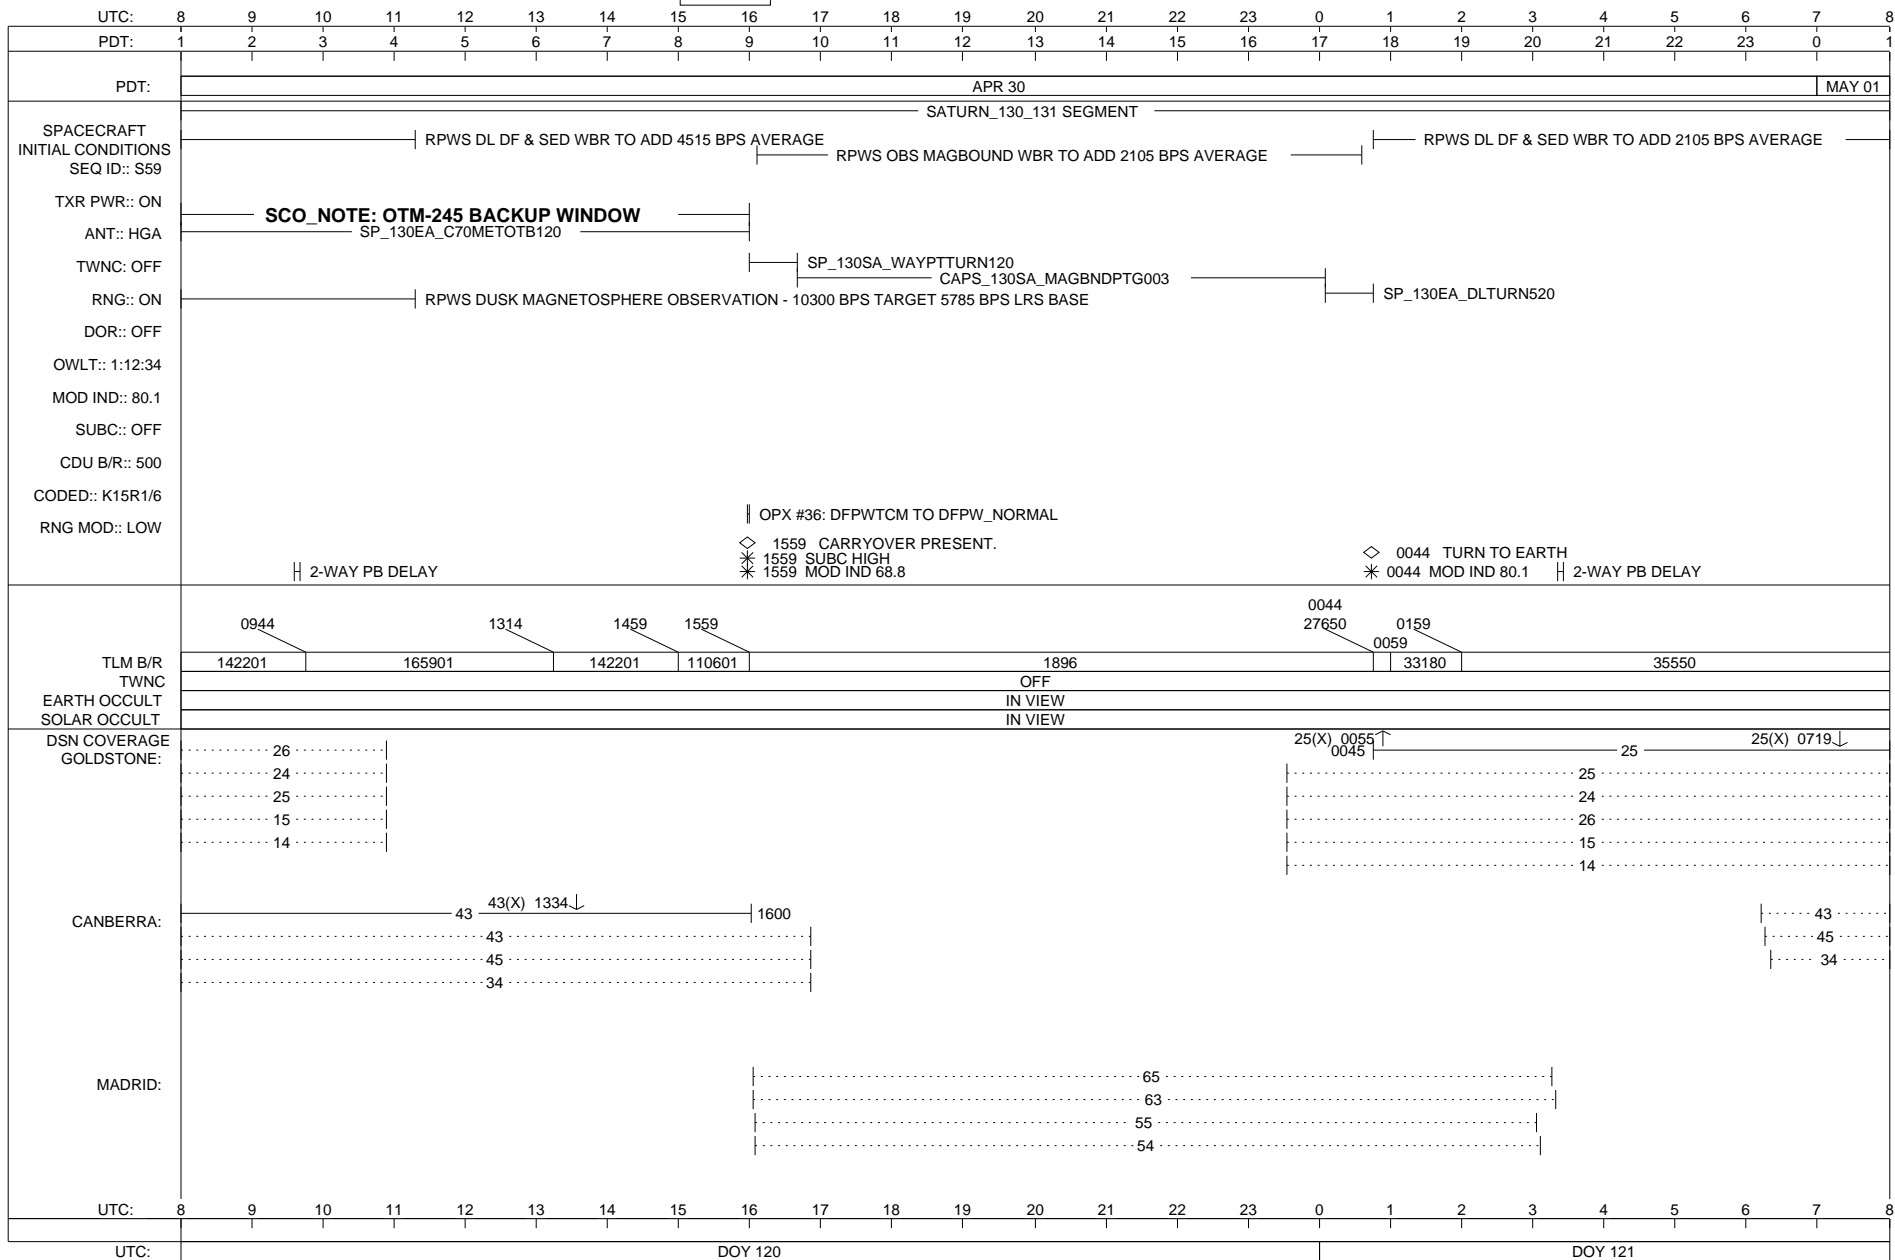 UTC: 8 9 10 11 12 13 14 15 16 17 18 19 20 21 22 23 0 1 2 3 4 5 6 7 8
PDT: 1 2 3 4 5 6 7 8 9 10 11 12 13 14 15 16 17 18 19 20 21 22 23 0 1
PDT: APR 30 MAY 01
SATURN_130_131 SEGMENT
SPACECRAFT
INITIAL CONDITIONS
SEQ ID:: S59
RPWS DL DF & SED WBR TO ADD 4515 BPS AVERAGE
RPWS DL DF & SED WBR TO ADD 2105 BPS AVERAGE
RPWS OBS MAGBOUND WBR TO ADD 2105 BPS AVERAGE
TXR PWR:: ON
SCO_NOTE: OTM-245 BACKUP WINDOW
ANT:: HGA
SP_130EA_C70METOTB120
TWNC: OFF
SP_130SA_WAYPTTURN120
CAPS_130SA_MAGBNDPTG003
RNG:: ON
RPWS DUSK MAGNETOSPHERE OBSERVATION - 10300 BPS TARGET 5785 BPS LRS BASE
SP_130EA_DLTURN520
DOR:: OFF
OWLT:: 1:12:34
MOD IND:: 80.1
SUBC:: OFF
CDU B/R:: 500
CODED:: K15R1/6
RNG MOD:: LOW
OPX #36: DFPWTCM TO DFPW_NORMAL
1559 CARRYOVER PRESENT.
1559 SUBC HIGH
1559 MOD IND 68.8
0044 TURN TO EARTH
0044 MOD IND 80.1
2-WAY PB DELAY
2-WAY PB DELAY
0944 1314 1459 1559 0044
27650 0059 0159
TLM B/R 142201 165901 142201 110601 1896 33180 35550
TWNC OFF
EARTH OCCULT IN VIEW
SOLAR OCCULT IN VIEW
DSN COVERAGE
GOLDSTONE:
25(X) 0055 25(X) 0719
26 0045 25
24 25
25 24
15 26
14 15
14
CANBERRA:
43(X) 1334
43 1600 43
43 45
45 34
34
MADRID:
65
63
55
54
UTC: 8 9 10 11 12 13 14 15 16 17 18 19 20 21 22 23 0 1 2 3 4 5 6 7 8
UTC: DOY 120 DOY 121